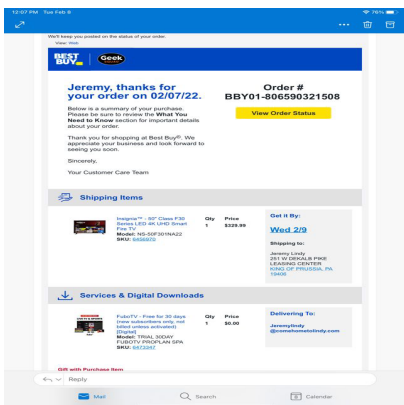 12:07 PM Tue Feb 8
76%
We'll keep you posted on the status of your order.
View: Web
BEST BUY
Geek
Jeremy, thanks for
your order on 02/07/22.
Below is a summary of your purchase.
Please be sure to review the What You
Need to Know section for important details
about your order.
Thank you for shopping at Best Buy®. We
appreciate your business and look forward to
seeing you soon.
Sincerely,
Your Customer Care Team
Order #
BBY01-806590321508
View Order Status
Shipping Items
Insignia™ - 50" Class F30
Series LED 4K UHD Smart
Fire TV
Model: NS-50F301NA22
SKU: 6456970
Qty
1
Price
$329.99
Get it By:
Wed 2/9
Shipping to:
Jeremy Lindy
251 W DEKALB PIKE
LEASING CENTER
KING OF PRUSSIA, PA
19406
Services & Digital Downloads
FuboTV - Free for 30 days
(new subscribers only, not
billed unless activated)
[Digital]
Model: TRIAL 30DAY
FUBOTV PROPLAN SPA
SKU: 6473347
Qty
1
Price
$0.00
Delivering To:
Jeremylindy
@comehometolindy.com
Gift with Purchase
Item
Reply
Mail
Search
Calendar